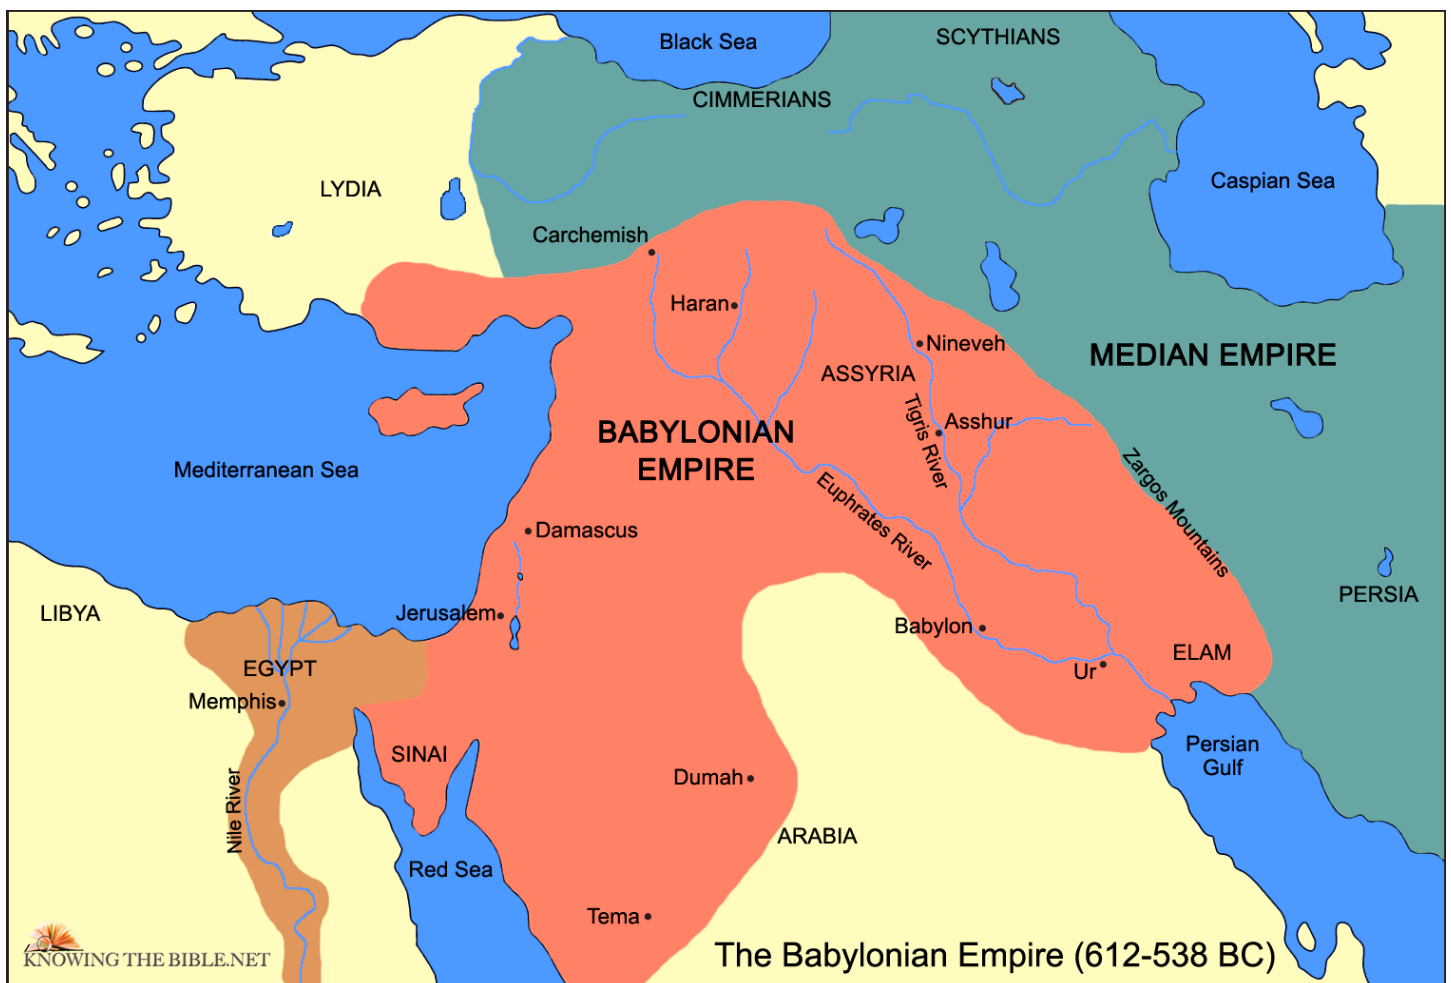 Black Sea
SCYTHIANS
CIMMERIANS
LYDIA
Caspian Sea
Carchemish
Haran
Nineveh
MEDIAN EMPIRE
ASSYRIA
Tigris River
Asshur
BABYLONIAN
EMPIRE
Mediterranean Sea
Zargos Mountains
Euphrates River
Damascus
PERSIA
LIBYA
Jerusalem
Babylon
ELAM
EGYPT
Ur
Memphis
SINAI
Persian
Gulf
Dumah
Nile River
ARABIA
Red Sea
Tema
KNOWING THE BIBLE.NET
The Babylonian Empire (612-538 BC)